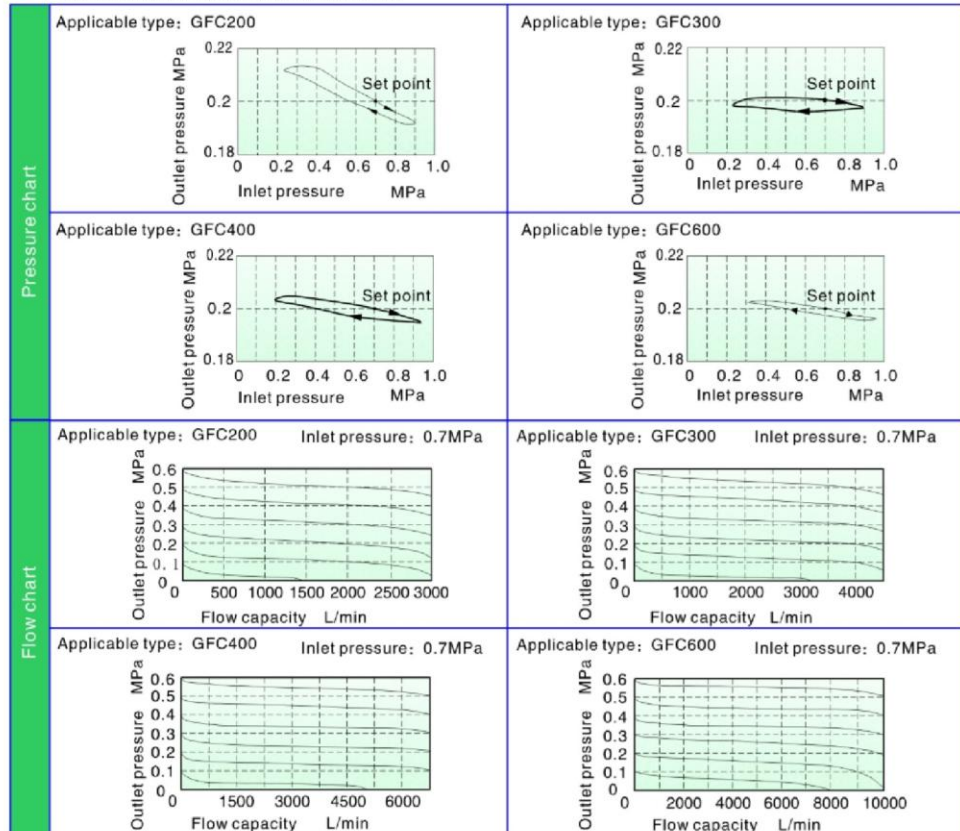 Pressure chart
Applicable type: GFC200
Outlet pressure MPa
0.22
0.2
0.18
Set point
0 0.2 0.4 0.6 0.8 1.0
Inlet pressure MPa
Applicable type: GFC300
Outlet pressure MPa
0.22
0.2
0.18
Set point
0 0.2 0.4 0.6 0.8 1.0
Inlet pressure MPa
Applicable type: GFC400
Outlet pressure MPa
0.22
0.2
0.18
Set point
0 0.2 0.4 0.6 0.8 1.0
Inlet pressure MPa
Applicable type: GFC600
Outlet pressure MPa
0.22
0.2
0.18
Set point
0 0.2 0.4 0.6 0.8 1.0
Inlet pressure MPa
Flow chart
Applicable type: GFC200 Inlet pressure: 0.7MPa
Outlet pressure MPa
0.6
0.5
0.4
0.3
0.2
0.1
0
0 500 1000 1500 2000 2500 3000
Flow capacity L/min
Applicable type: GFC300 Inlet pressure: 0.7MPa
Outlet pressure MPa
0.6
0.5
0.4
0.3
0.2
0.1
0
0 1000 2000 3000 4000
Flow capacity L/min
Applicable type: GFC400 Inlet pressure: 0.7MPa
Outlet pressure MPa
0.6
0.5
0.4
0.3
0.2
0.1
0
0 1500 3000 4500 6000
Flow capacity L/min
Applicable type: GFC600 Inlet pressure: 0.7MPa
Outlet pressure MPa
0.6
0.5
0.4
0.3
0.2
0.1
0
0 2000 4000 6000 8000 10000
Flow capacity L/min